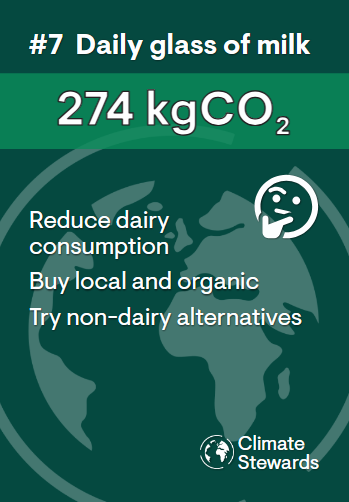 #7 Daily glass of milk
274 kgCO₂
Reduce dairy
consumption
Buy local and organic
Try non-dairy alternatives
Climate
Stewards